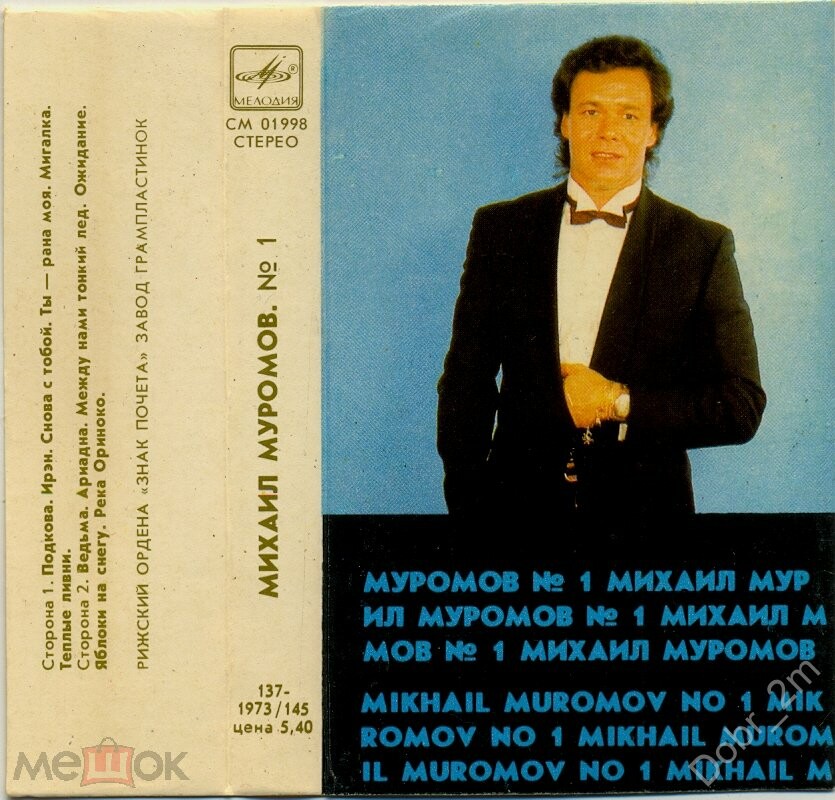 Сторона 1. Подкова. Ирэн. Снова с тобой. Ты — рана моя. Мигалка.
Теплые ливни.
Сторона 2. Ведьма. Ариадна. Между нами тонкий лед. Ожидание.
Яблоки на снегу. Река Ориноко.
РИЖСКИЙ ОРДЕНА «ЗНАК ПОЧЕТА» ЗАВОД ГРАМПЛАСТИНОК
МЕЛОДИЯ
СМ 01998
СТЕРЕО
МИХАИЛ МУРОМОВ. № 1
137-
1973/145
цена 5,40
МУРОМОВ № 1 МИХАИЛ МУР
ИЛ МУРОМОВ № 1 МИХАИЛ М
МОВ № 1 МИХАИЛ МУРОМОВ
MIKHAIL MUROMOV NO 1 MIK
ROMOV NO 1 MIKHAIL MUROM
IL MUROMOV NO 1 MIKHAIL M
Dobr_2m
мешок